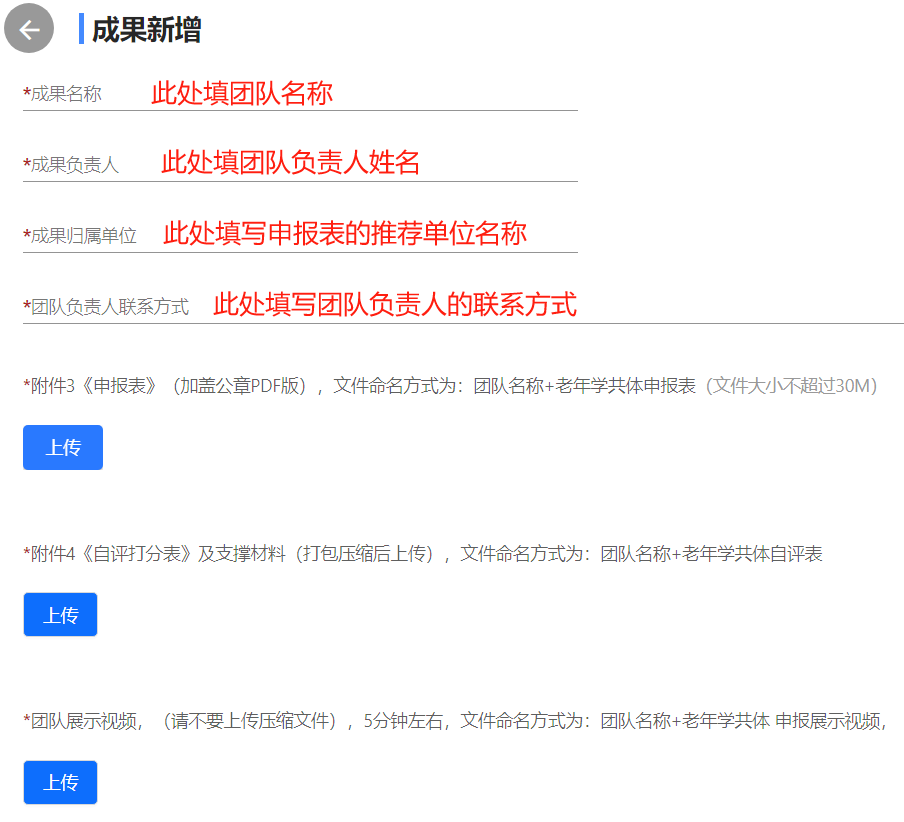 成果新增
*成果名称 此处填团队名称
*成果负责人 此处填团队负责人姓名
*成果归属单位 此处填写申报表的推荐单位名称
*团队负责人联系方式 此处填写团队负责人的联系方式
*附件3《申报表》（加盖公章PDF版），文件命名方式为：团队名称+老年学共体申报表（文件大小不超过30M）
上传
*附件4《自评打分表》及支撑材料（打包压缩后上传），文件命名方式为：团队名称+老年学共体自评表
上传
*团队展示视频，（请不要上传压缩文件），5分钟左右，文件命名方式为：团队名称+老年学共体 申报展示视频，
上传